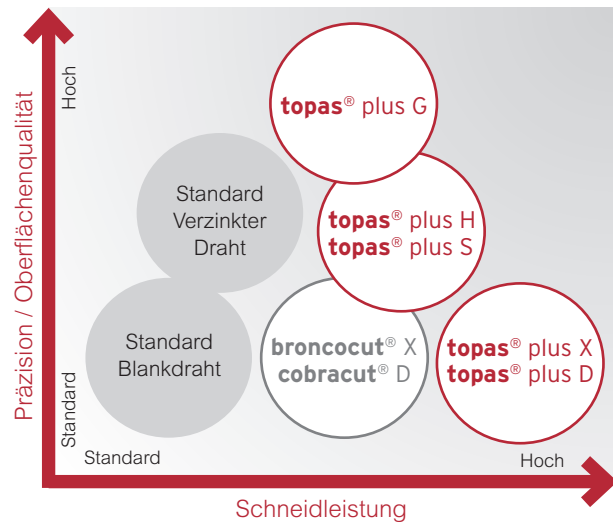 Präzision / Oberflächenqualität
Hoch
Standard
topas® plus G
Standard
Verzinkter
Draht
topas® plus H
topas® plus S
Standard
Blankdraht
broncocut® X
cobracut® D
topas® plus X
topas® plus D
Standard
Hoch
Schneidleistung